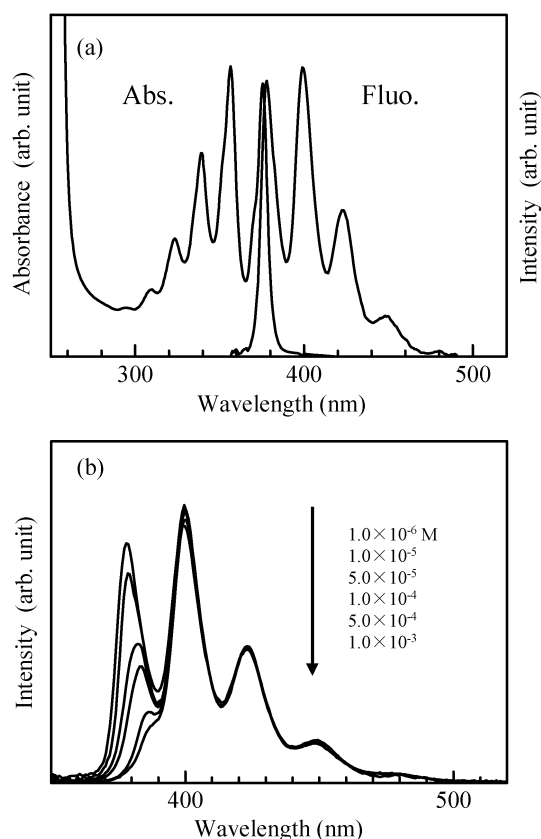 (a)
Abs.
Fluo.
Absorbance (arb. unit)
Intensity (arb. unit)
300
400
500
Wavelength (nm)
(b)
1.0×10⁻⁶ M
1.0×10⁻⁵
5.0×10⁻⁵
1.0×10⁻⁴
5.0×10⁻⁴
1.0×10⁻³
Intensity (arb. unit)
400
500
Wavelength (nm)